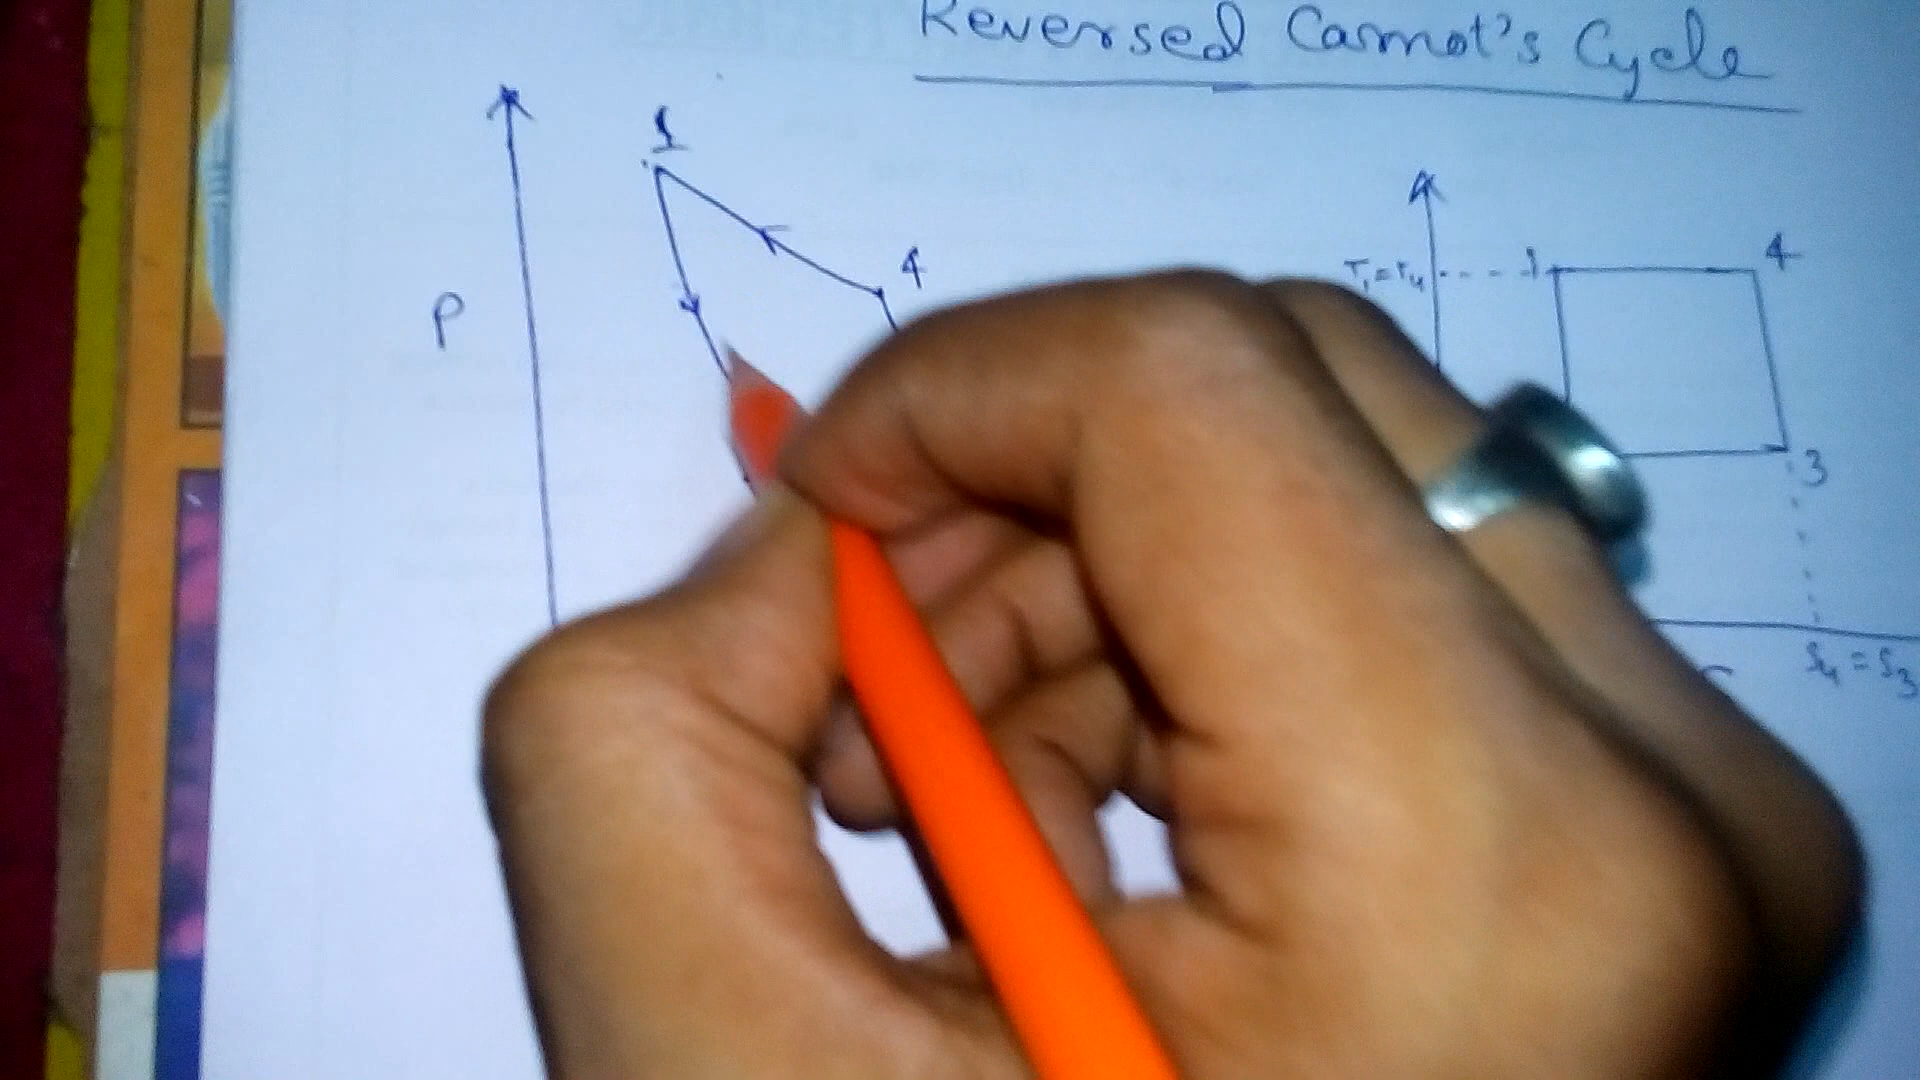 Reversed Carnot's Cycle
1
4
P
T₁=T₄
1
4
3
S₄=S₃